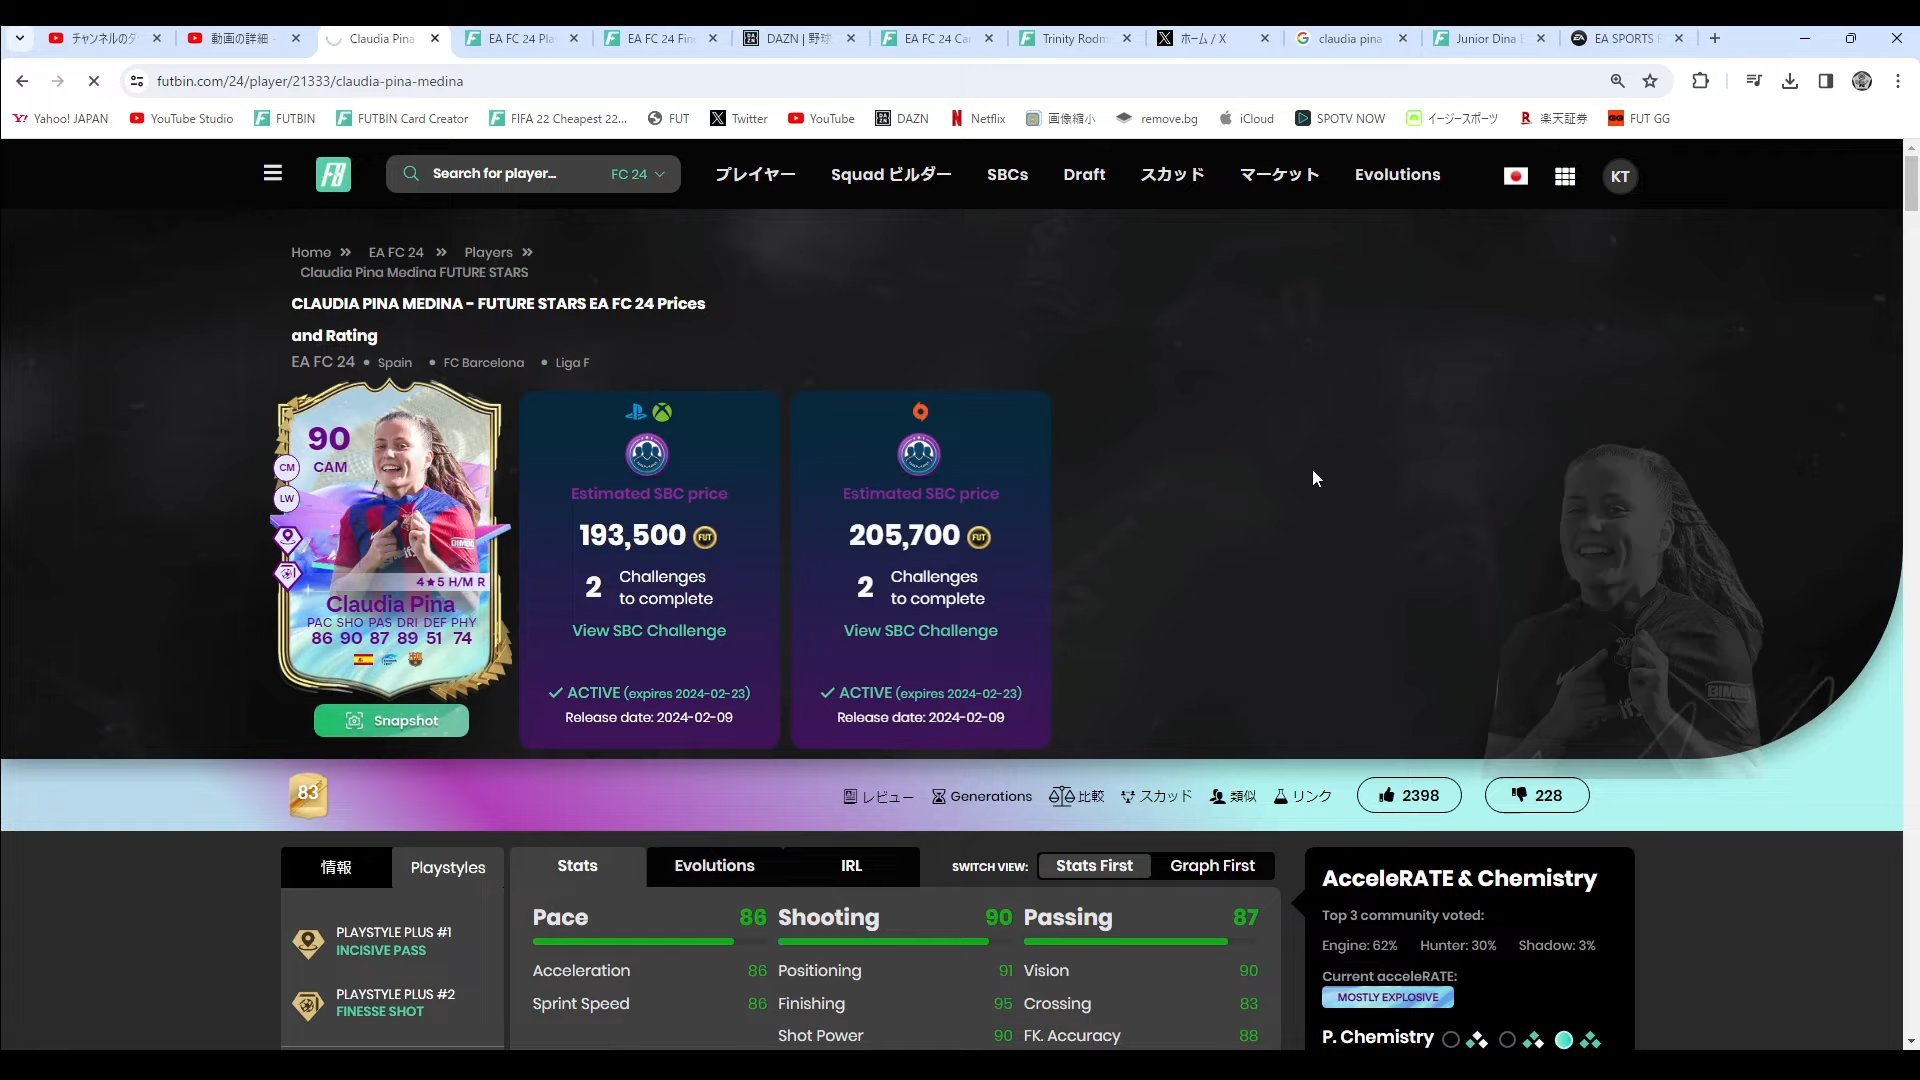 チャンネルのダ
動画の詳細 -
Claudia Pina
EA FC 24 Pla
EA FC 24 Fin
DAZN | 野球
EA FC 24 Ca
Trinity Rodm
ホーム / X
claudia pina
Junior Dina E
EA SPORTS
futbin.com/24/player/21333/claudia-pina-medina
Yahoo! JAPAN
YouTube Studio
FUTBIN
FUTBIN Card Creator
FIFA 22 Cheapest 22...
FUT
Twitter
YouTube
DAZN
Netflix
画像縮小
remove.bg
iCloud
SPOTV NOW
イージースポーツ
楽天証券
FUT GG
Search for player... FC 24
プレイヤー
Squad ビルダー
SBCs
Draft
スカッド
マーケット
Evolutions
KT
Home » EA FC 24 » Players »
Claudia Pina Medina FUTURE STARS
CLAUDIA PINA MEDINA - FUTURE STARS EA FC 24 Prices
and Rating
EA FC 24 • Spain • FC Barcelona • Liga F
90
CAM
CM
LW
BIMBO
4★5 H/M R
Claudia Pina
PAC SHO PAS DRI DEF PHY
86 90 87 89 51 74
Snapshot
Estimated SBC price
193,500 FUT
2 Challenges
to complete
View SBC Challenge
ACTIVE (expires 2024-02-23)
Release date: 2024-02-09
Estimated SBC price
205,700 FUT
2 Challenges
to complete
View SBC Challenge
ACTIVE (expires 2024-02-23)
Release date: 2024-02-09
BIMBO
83
レビュー
Generations
比較
スカッド
類似
リンク
2398
228
情報
Playstyles
PLAYSTYLE PLUS #1
INCISIVE PASS
PLAYSTYLE PLUS #2
FINESSE SHOT
Stats
Evolutions
IRL
SWITCH VIEW:
Stats First
Graph First
Pace 86
Acceleration 86
Sprint Speed 86
Shooting 90
Positioning 91
Finishing 95
Shot Power 90
Passing 87
Vision 90
Crossing 83
FK. Accuracy 88
AcceleRATE & Chemistry
Top 3 community voted:
Engine: 62% Hunter: 30% Shadow: 3%
Current acceleRATE:
MOSTLY EXPLOSIVE
P. Chemistry